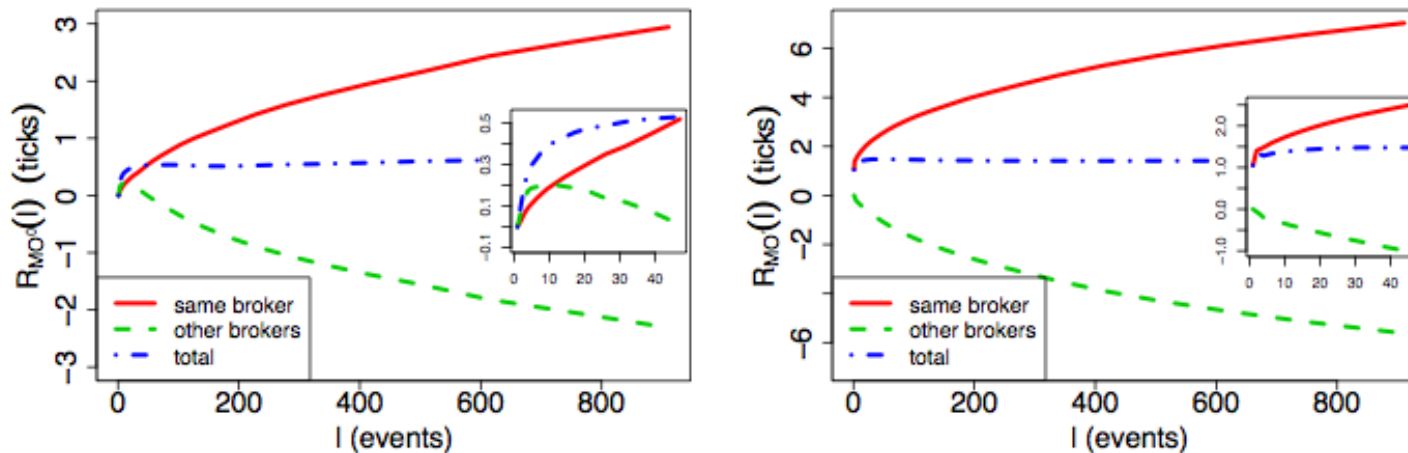 R_MO⁰(l) (ticks)
3
2
1
0
−1
−2
−3
0.5
0.3
0.1
−0.1
0 10 20 30 40
same broker
other brokers
total
0 200 400 600 800
l (events)
R_MO'(l) (ticks)
6
4
2
0
−2
−6
2.0
1.0
0.0
−1.0
0 10 20 30 40
same broker
other brokers
total
0 200 400 600 800
l (events)